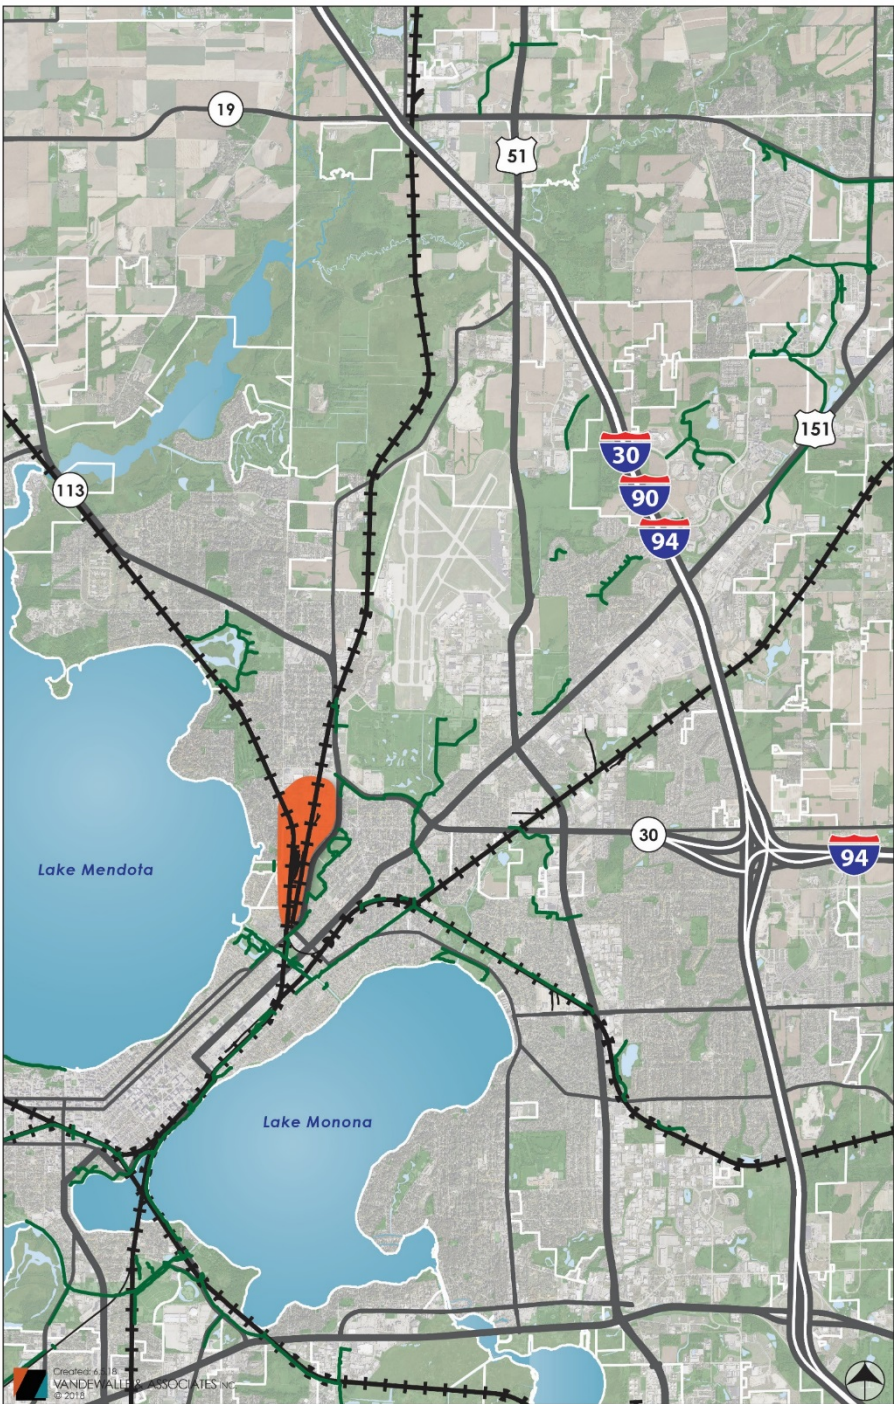 19
51
151
30
90
94
113
30
94
Lake Mendota
Lake Monona
Created: 6.5.18
VANDEWALLE & ASSOCIATES INC.
© 2018